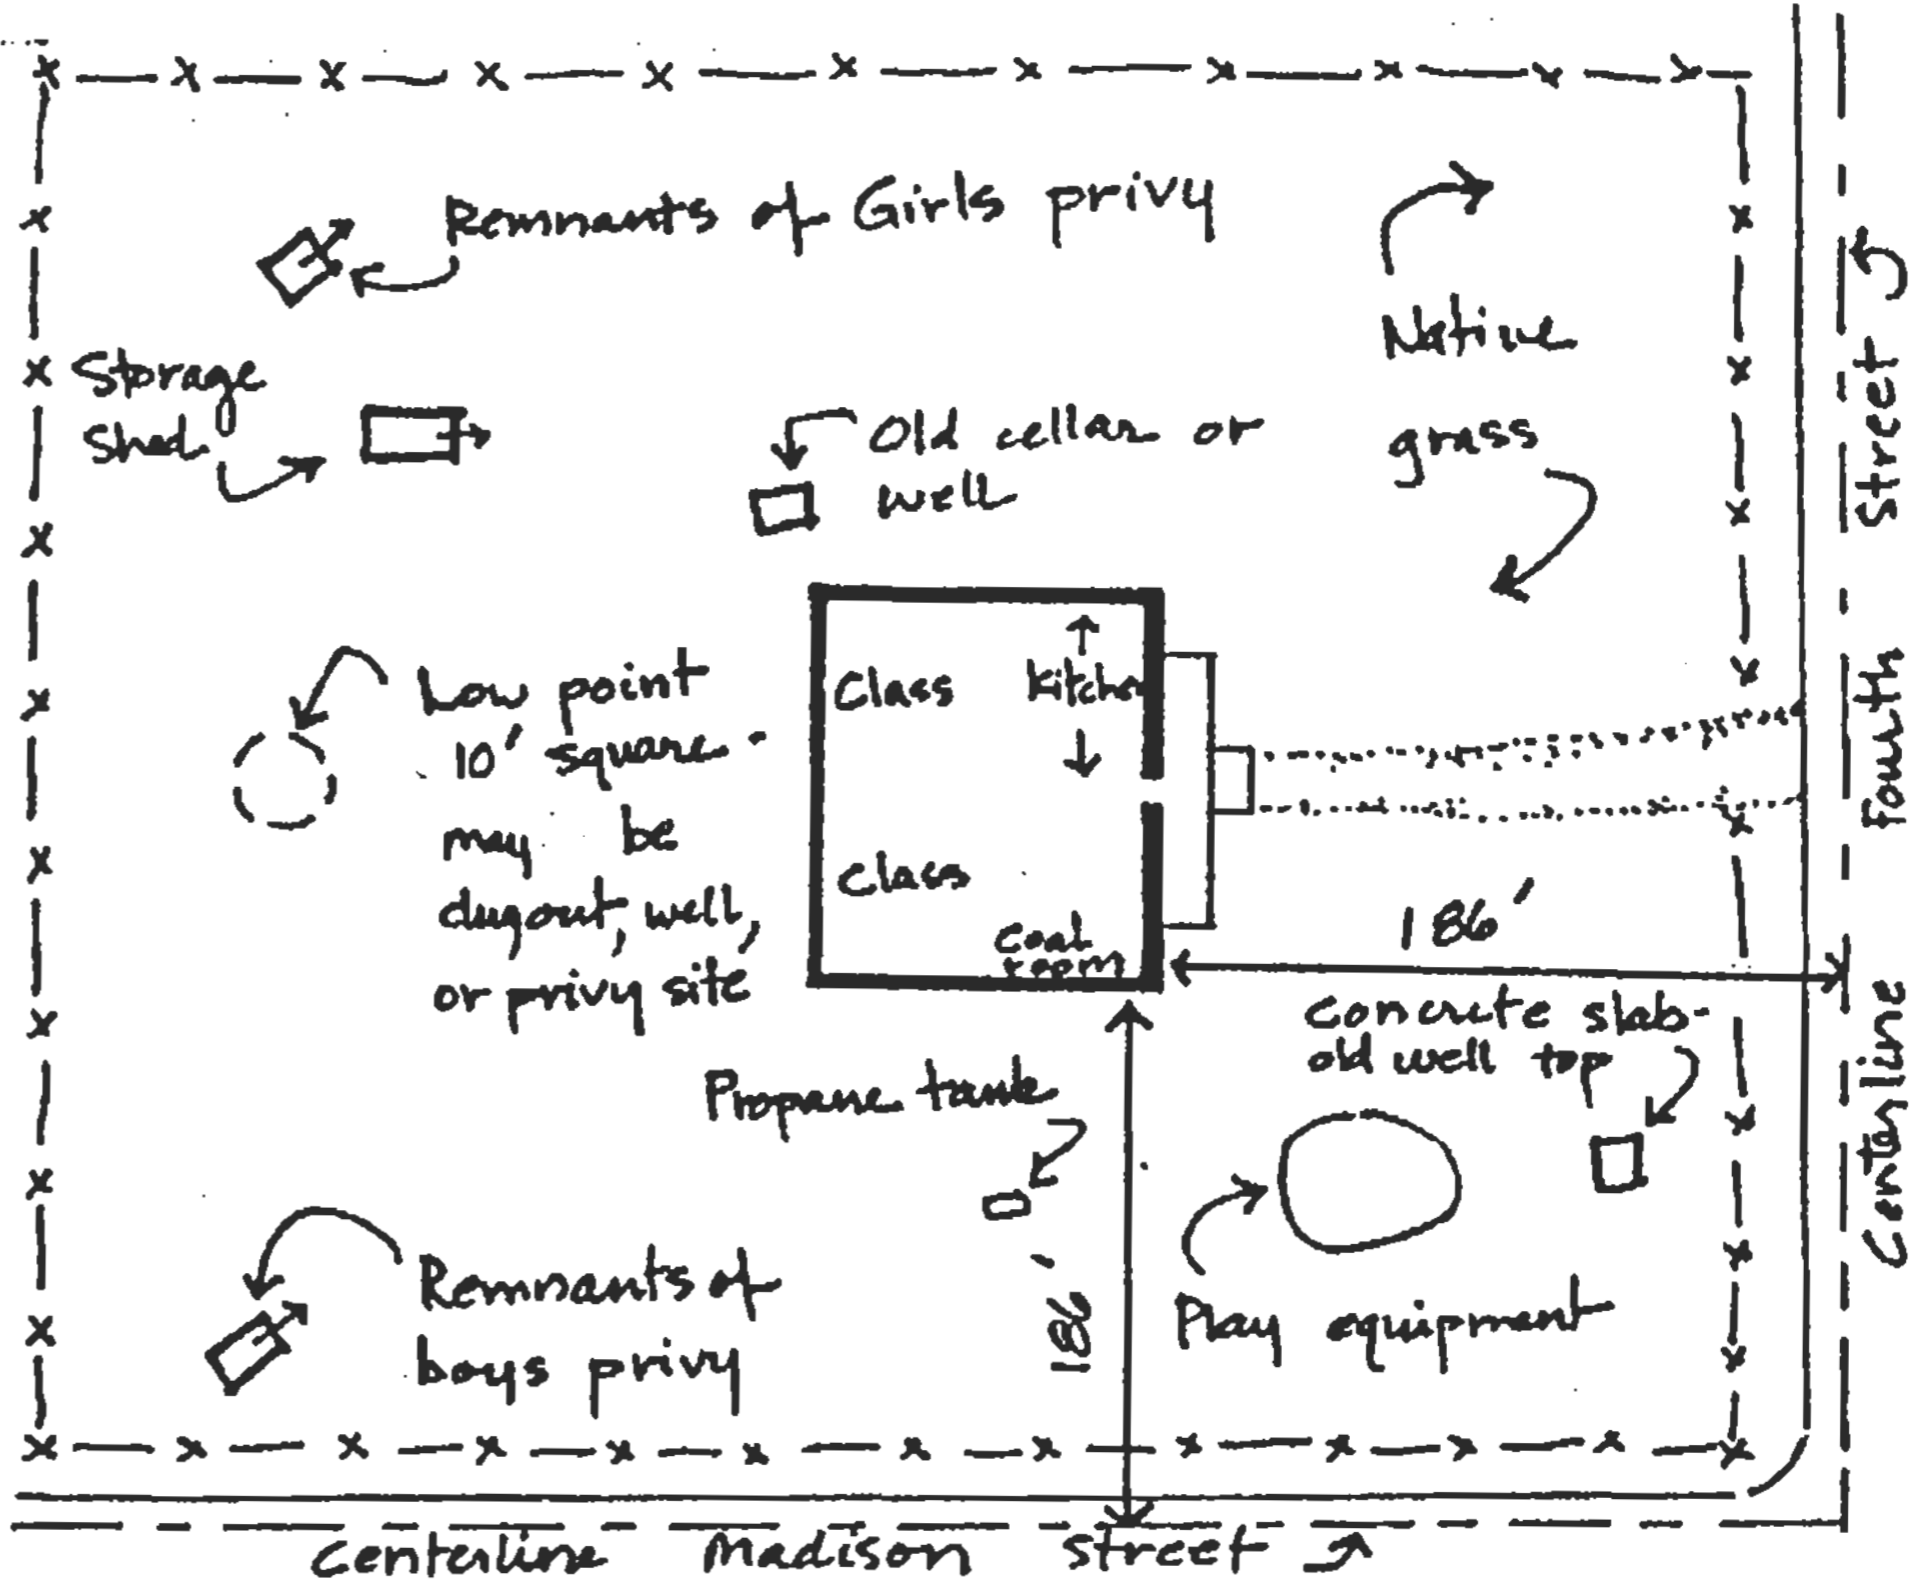 Remnants of Girls privy
Native
grass
Storage
Shed
Old cellar or
well
Low point
10' square -
may be
dugout, well,
or privy site
Class
Kitchen
Class
Coal
room
186'
Concrete slab-
old well top
Propane tank
186'
Play equipment
Remnants of
boys privy
Centerline Madison Street
Centerline Fourth Street